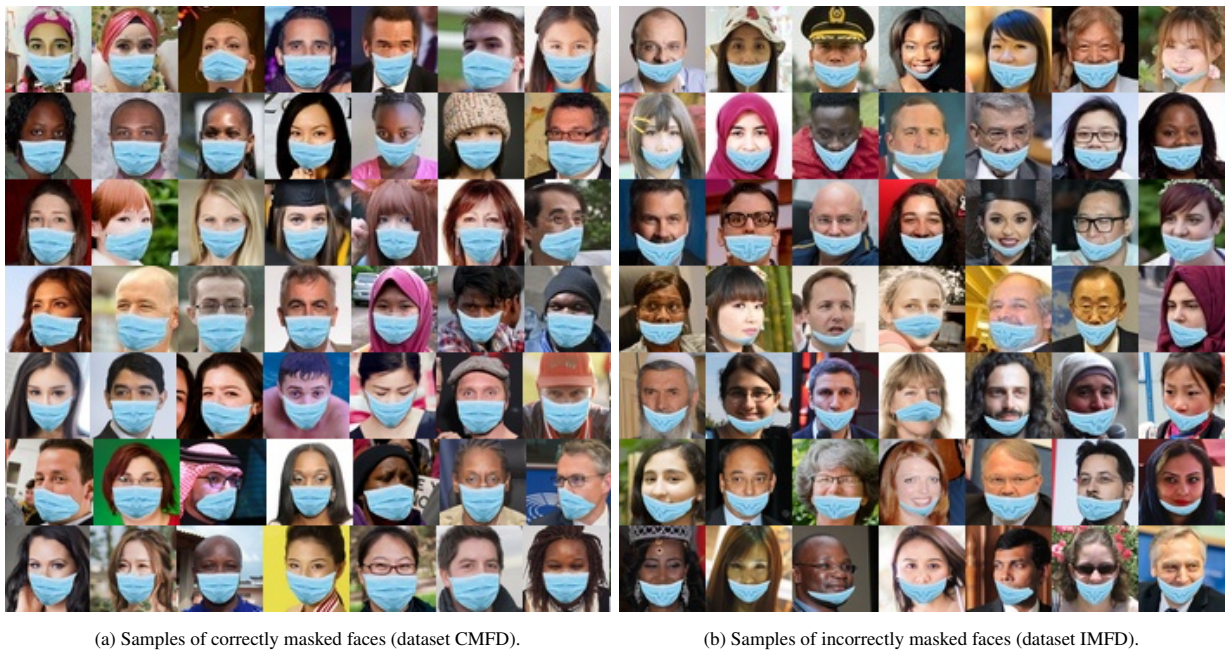 (a) Samples of correctly masked faces (dataset CMFD).
(b) Samples of incorrectly masked faces (dataset IMFD).